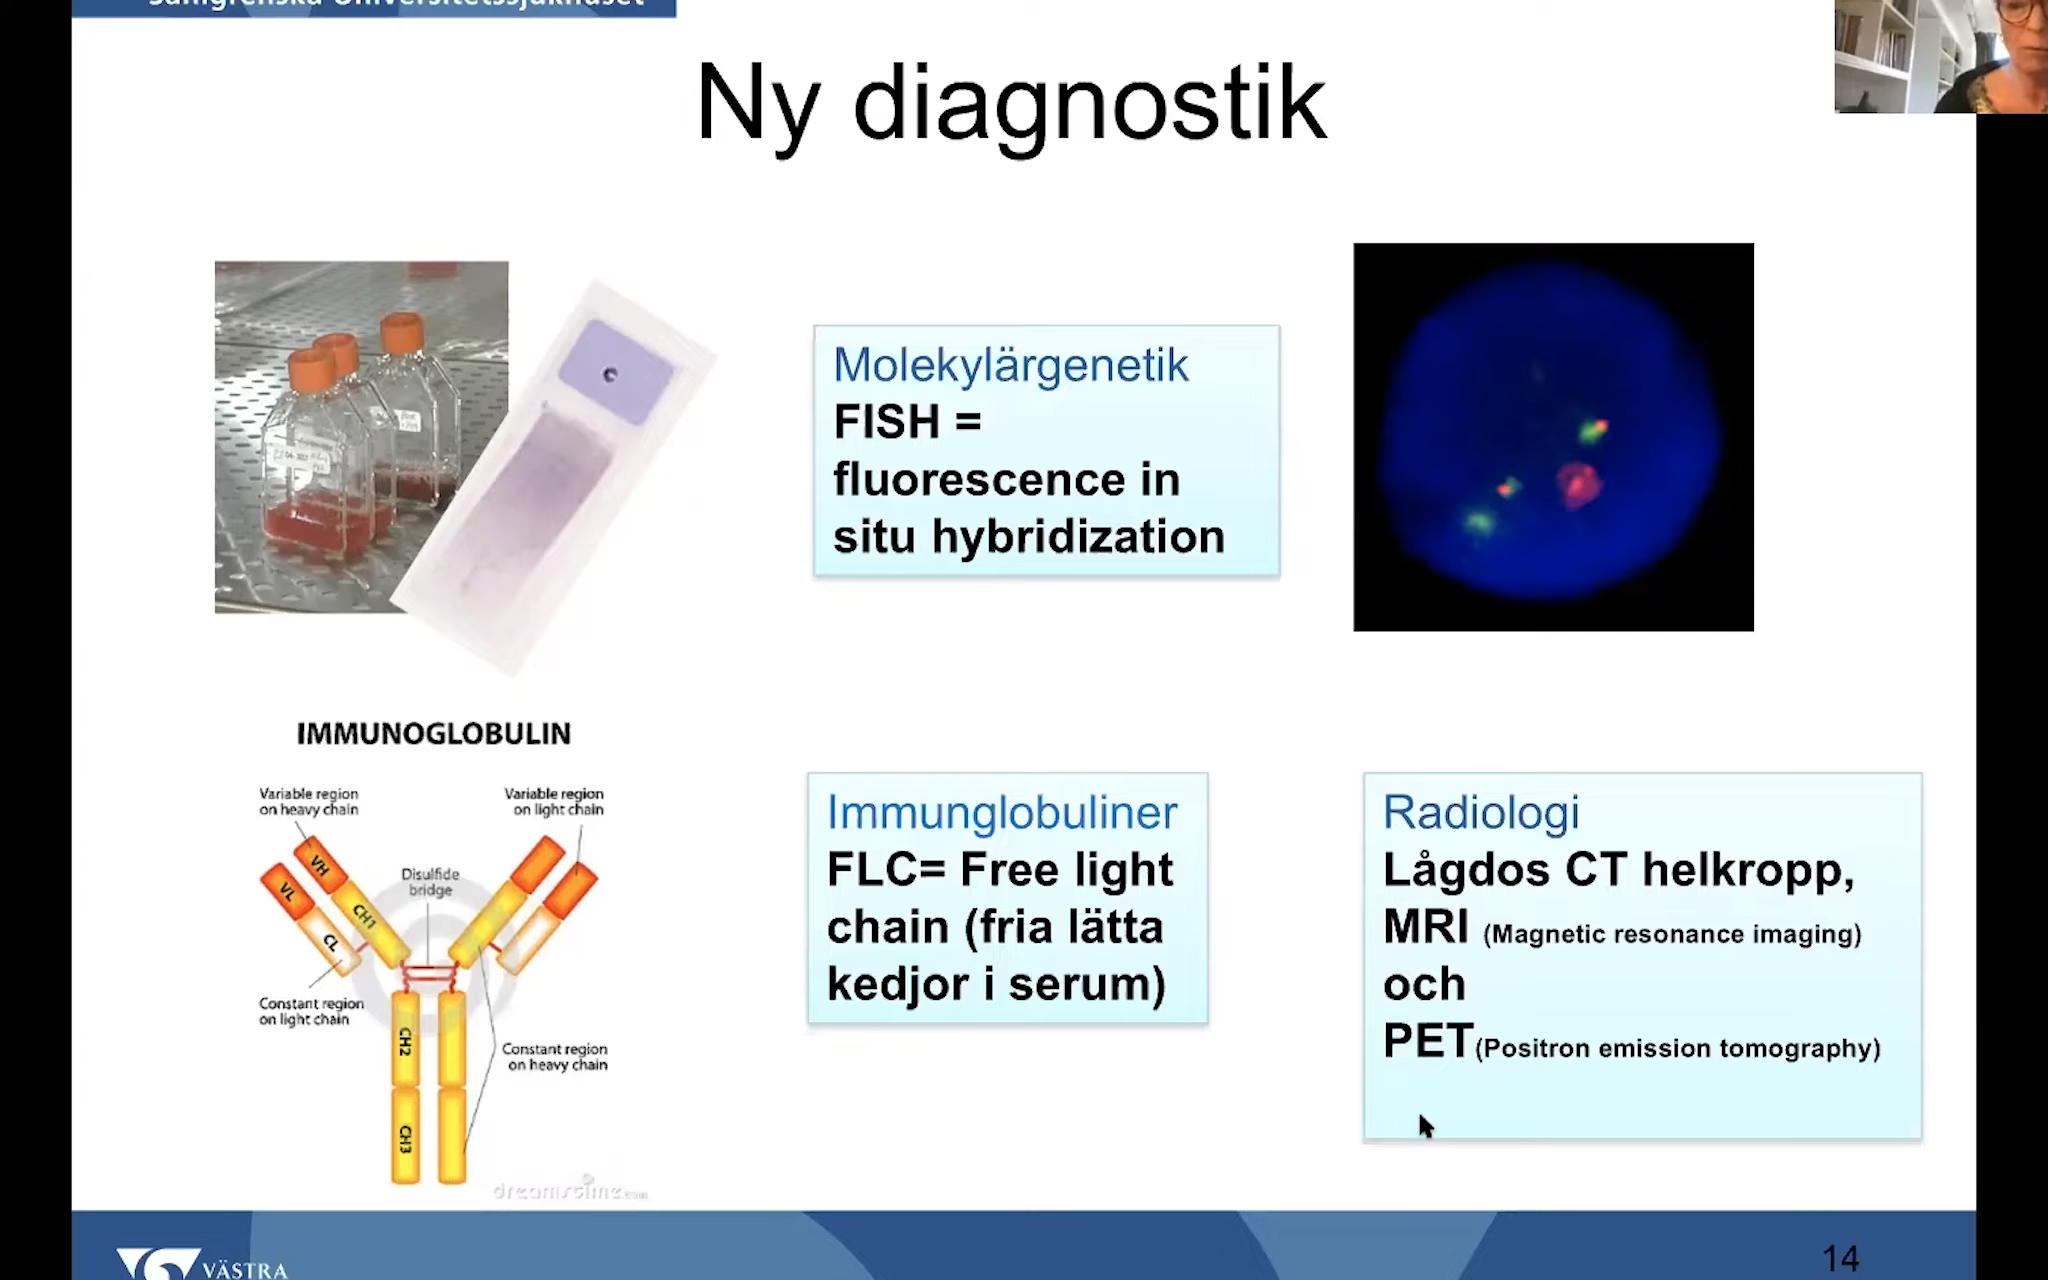 Sahlgrenska Universitetssjukhuset
Ny diagnostik
Molekylärgenetik
FISH =
fluorescence in
situ hybridization
IMMUNOGLOBULIN
Variable region
on heavy chain
Variable region
on light chain
Disulfide
bridge
VH
VL
CH1
CL
Constant region
on light chain
CH2
Constant region
on heavy chain
CH3
dreamstime.com
Immunglobuliner
FLC= Free light
chain (fria lätta
kedjor i serum)
Radiologi
Lågdos CT helkropp,
MRI (Magnetic resonance imaging)
och
PET(Positron emission tomography)
VÄSTRA
14